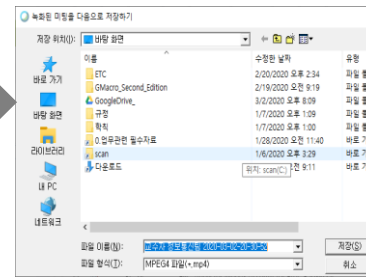 녹화된 미팅을 다음으로 저장하기
저장 위치(I): 바탕 화면
이름 수정한 날짜 유형
ETC 2/20/2020 오후 2:34 파일
GMacro_Second_Edition 2/19/2020 오전 9:19 파일
GoogleDrive_ 3/2/2020 오후 8:09 파일
규정 1/7/2020 오후 1:09 파일
학칙 1/7/2020 오후 1:00 파일
0.업무관련 필수자료 1/28/2020 오전 11:40 바로
scan 1/6/2020 오후 3:29 바로
다운로드 오전 9:11 바로
위치: scan(C:)
바로 가기
바탕 화면
라이브러리
내 PC
네트워크
파일 이름(N): 저장(S)
파일 형식(T): MPEG4 파일(*.mp4) 취소